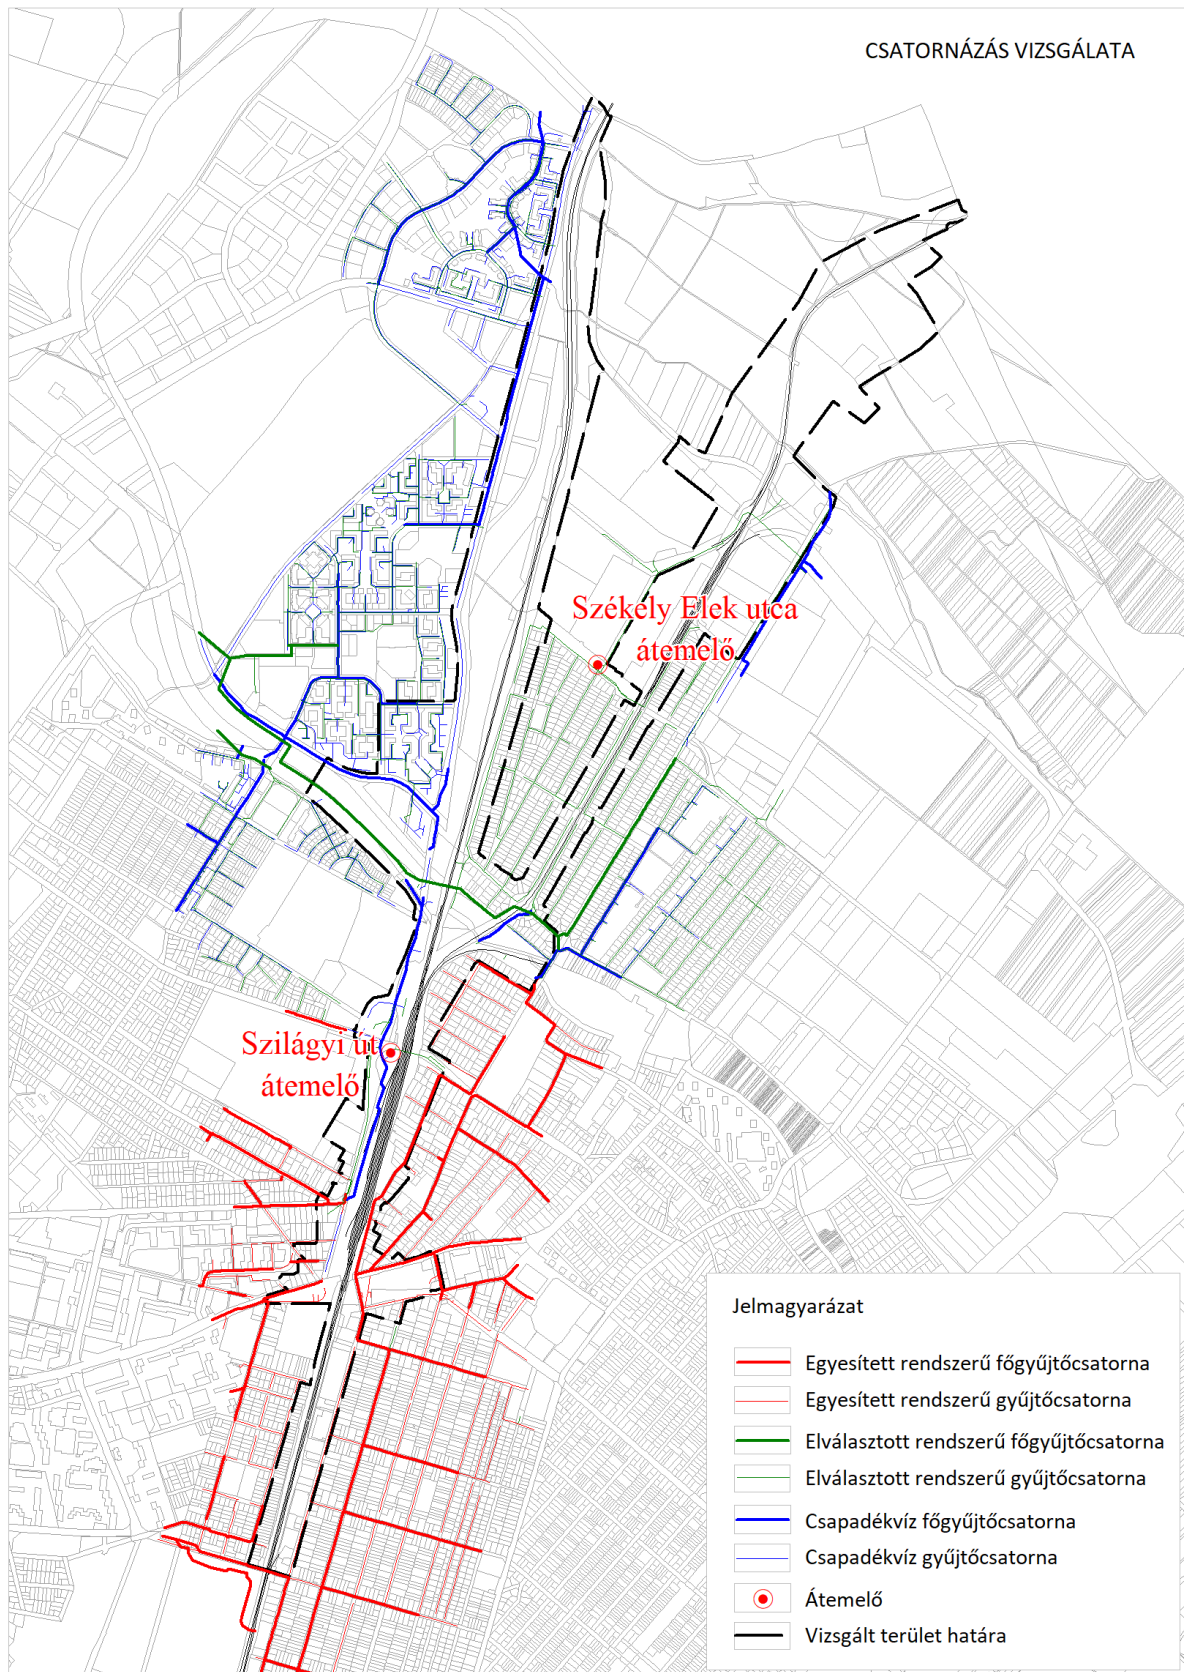 CSATORNÁZÁS VIZSGÁLATA
Székely Elek utca
átemelő
Szilágyi út
átemelő
Jelmagyarázat
Egyesített rendszerű főgyűjtőcsatorna
Egyesített rendszerű gyűjtőcsatorna
Elválasztott rendszerű főgyűjtőcsatorna
Elválasztott rendszerű gyűjtőcsatorna
Csapadékvíz főgyűjtőcsatorna
Csapadékvíz gyűjtőcsatorna
Átemelő
Vizsgált terület határa